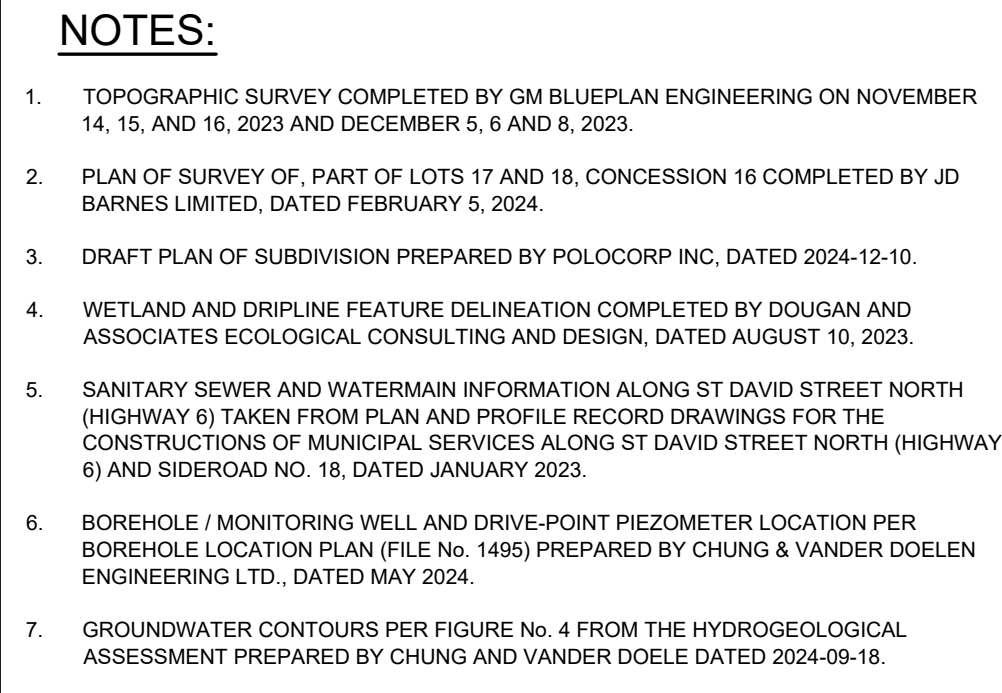 NOTES:
1. TOPOGRAPHIC SURVEY COMPLETED BY GM BLUEPLAN ENGINEERING ON NOVEMBER
14, 15, AND 16, 2023 AND DECEMBER 5, 6 AND 8, 2023.
2. PLAN OF SURVEY OF, PART OF LOTS 17 AND 18, CONCESSION 16 COMPLETED BY JD
BARNES LIMITED, DATED FEBRUARY 5, 2024.
3. DRAFT PLAN OF SUBDIVISION PREPARED BY POLOCORP INC, DATED 2024-12-10.
4. WETLAND AND DRIPLINE FEATURE DELINEATION COMPLETED BY DOUGAN AND
ASSOCIATES ECOLOGICAL CONSULTING AND DESIGN, DATED AUGUST 10, 2023.
5. SANITARY SEWER AND WATERMAIN INFORMATION ALONG ST DAVID STREET NORTH
(HIGHWAY 6) TAKEN FROM PLAN AND PROFILE RECORD DRAWINGS FOR THE
CONSTRUCTIONS OF MUNICIPAL SERVICES ALONG ST DAVID STREET NORTH (HIGHWAY
6) AND SIDEROAD NO. 18, DATED JANUARY 2023.
6. BOREHOLE / MONITORING WELL AND DRIVE-POINT PIEZOMETER LOCATION PER
BOREHOLE LOCATION PLAN (FILE No. 1495) PREPARED BY CHUNG & VANDER DOELEN
ENGINEERING LTD., DATED MAY 2024.
7. GROUNDWATER CONTOURS PER FIGURE No. 4 FROM THE HYDROGEOLOGICAL
ASSESSMENT PREPARED BY CHUNG AND VANDER DOELE DATED 2024-09-18.